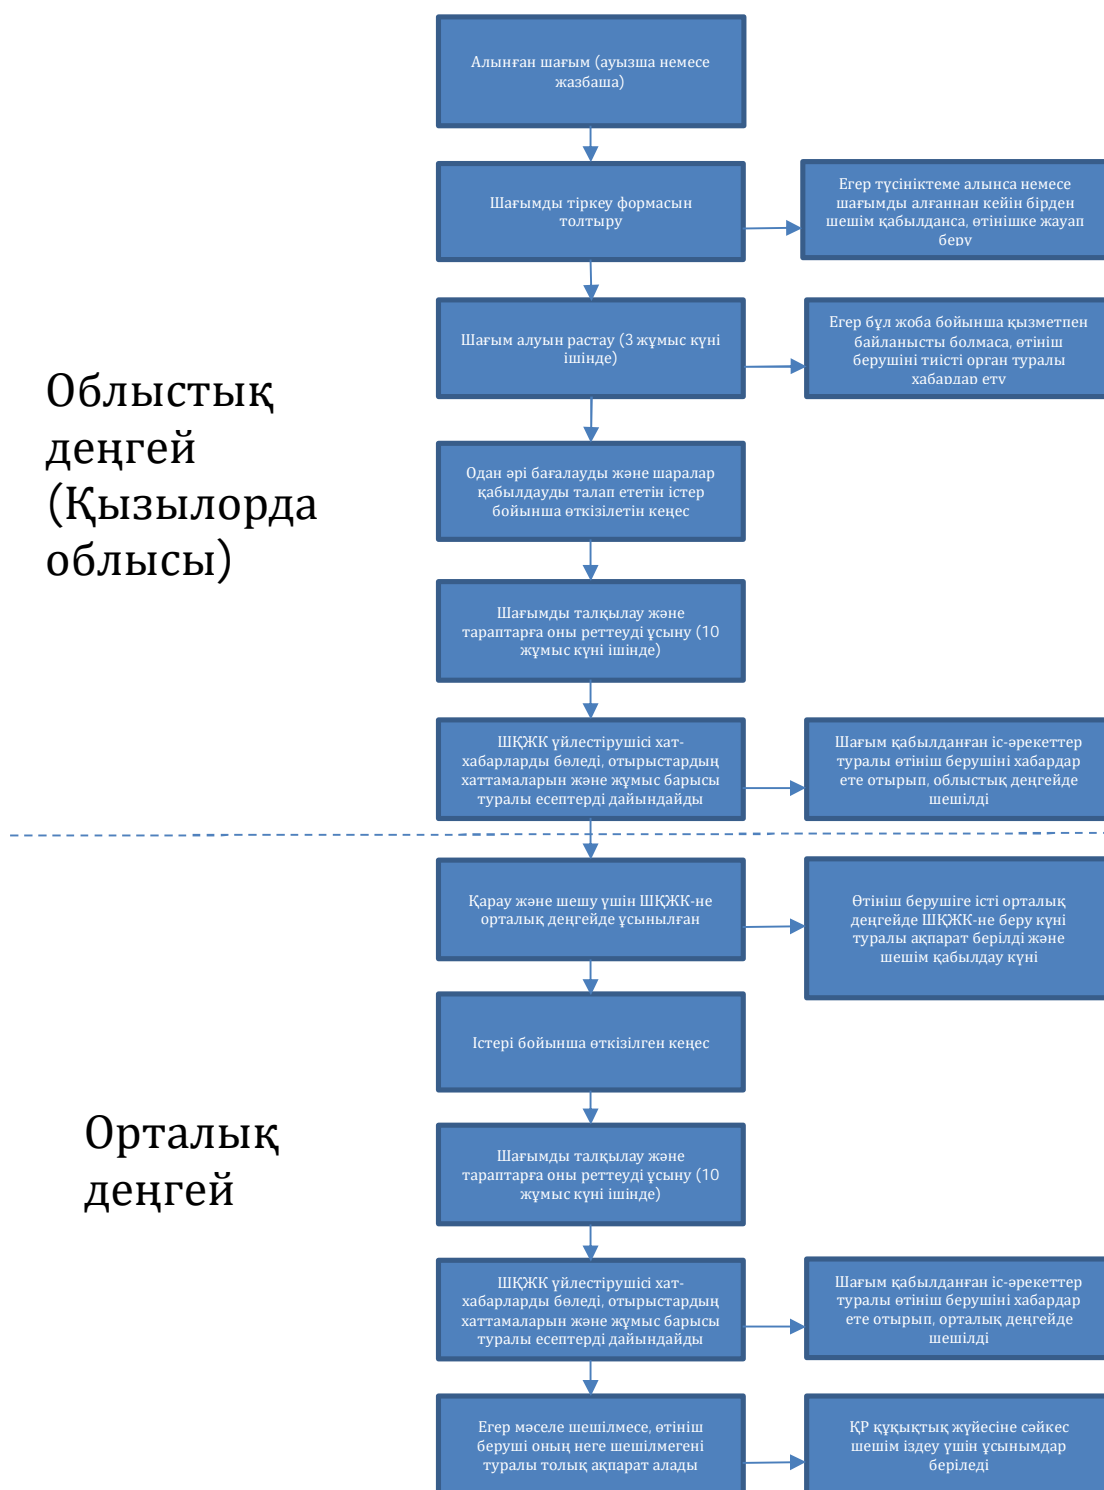 Алынған шағым (ауызша немесе
жазбаша)
Шағымды тіркеу формасын
толтыру
Егер түсініктеме алынса немесе
шағымды алғаннан кейін бірден
шешім қабылданса, өтінішке жауап
беру
Шағым алуын растау (3 жұмыс күні
ішінде)
Егер бұл жоба бойынша қызметпен
байланысты болмаса, өтініш
берушіні тиісті орган туралы
хабардар ету
Облыстық
деңгей
(Қызылорда
облысы)
Одан әрі бағалауды және шаралар
қабылдауды талап ететін істер
бойынша өткізілетін кеңес
Шағымды талқылау және
тараптарға оны реттеуді ұсыну (10
жұмыс күні ішінде)
ШҚЖК үйлестірушісі хат-
хабарларды бөледі, отырыстардың
хаттамаларын және жұмыс барысы
туралы есептерді дайындайды
Шағым қабылданған іс-әрекеттер
туралы өтініш берушіні хабардар
ете отырып, облыстық деңгейде
шешілді
Қарау және шешу үшін ШҚЖК-не
орталық деңгейде ұсынылған
Өтініш берушіге істі орталық
деңгейде ШҚЖК-не беру күні
туралы ақпарат берілді және
шешім қабылдау күні
Істері бойынша өткізілген кеңес
Орталық
деңгей
Шағымды талқылау және
тараптарға оны реттеуді ұсыну (10
жұмыс күні ішінде)
ШҚЖК үйлестірушісі хат-
хабарларды бөледі, отырыстардың
хаттамаларын және жұмыс барысы
туралы есептерді дайындайды
Шағым қабылданған іс-әрекеттер
туралы өтініш берушіні хабардар
ете отырып, орталық деңгейде
шешілді
Егер мәселе шешілмесе, өтініш
беруші оның неге шешілмегені
туралы толық ақпарат алады
ҚР құқықтық жүйесіне сәйкес
шешім іздеу үшін ұсынымдар
беріледі